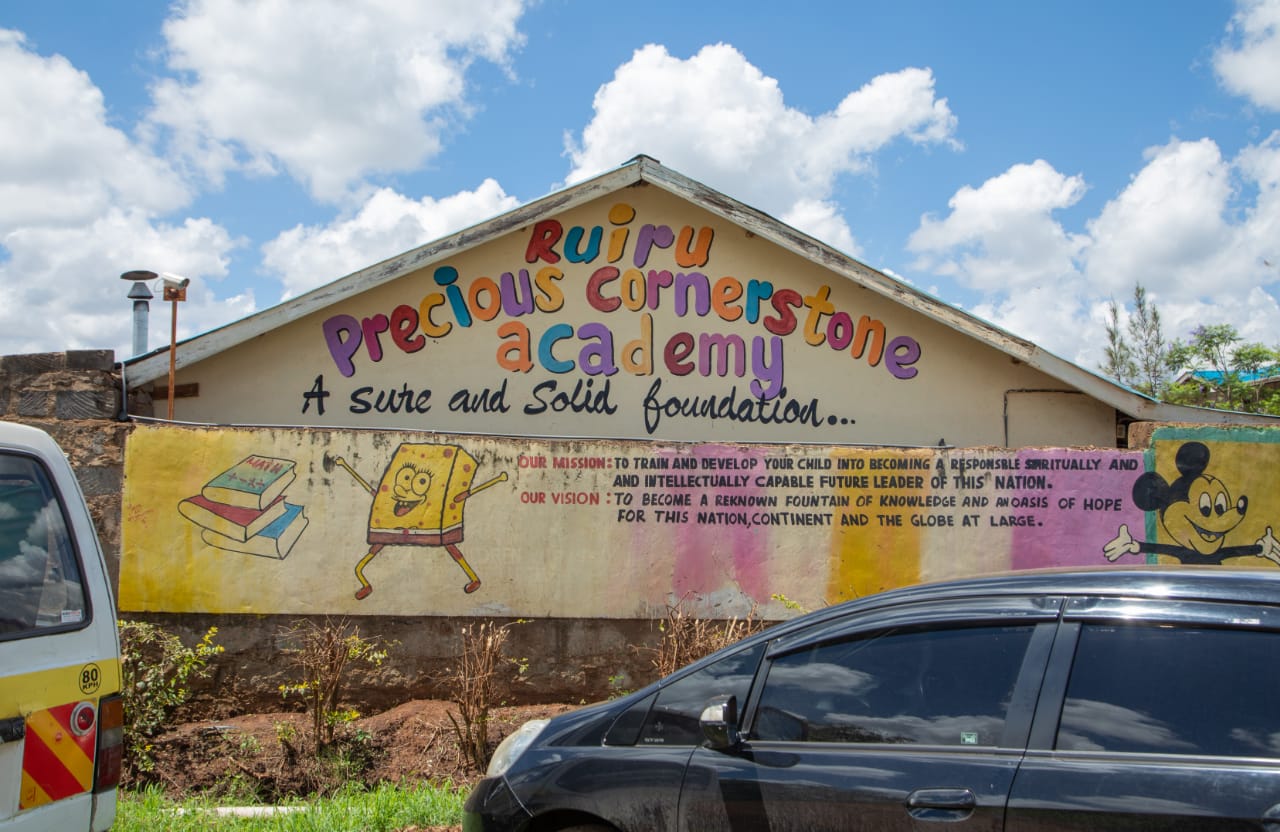 Ruiru
Precious Cornerstone
academy
A sure and Solid foundation...
MATH
OUR MISSION: TO TRAIN AND DEVELOP YOUR CHILD INTO BECOMING A RESPONSBLE SPIRITUALLY AND
AND INTELLECTUALLY CAPABLE FUTURE LEADER OF THIS NATION.
OUR VISION : TO BECOME A REKNOWN FOUNTAIN OF KNOWLEDGE AND AN OASIS OF HOPE
FOR THIS NATION, CONTINENT AND THE GLOBE AT LARGE.
80
KPH